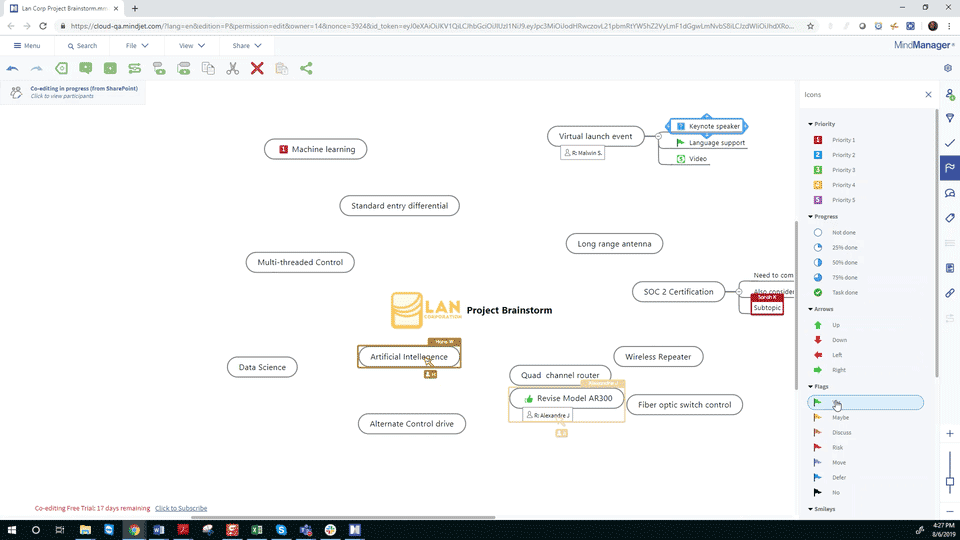 Lan Corp Project Brainstorm.mm
https://cloud-qa.mindjet.com/?lang=en&edition=P&permission=edit&owner=14&nonce=3924&id_token=
Menu
Search
File
View
Share
MindManager
Co-editing in progress (from SharePoint)
Click to view participants
Machine learning
Standard entry differential
Multi-threaded Control
Virtual launch event
R: Malwin S.
Keynote speaker
Language support
Video
Long range antenna
SOC 2 Certification
Need to com
Also consider
Sarah K
Subtopic
LAN
CORPORATION
Project Brainstorm
Artificial Intellegence
Data Science
Alternate Control drive
Quad channel router
Revise Model AR300
R: Alexandre J
Wireless Repeater
Fiber optic switch control
Icons
Priority
Priority 1
Priority 2
Priority 3
Priority 4
Priority 5
Progress
Not done
25% done
50% done
75% done
Task done
Arrows
Up
Down
Left
Right
Flags
Maybe
Discuss
Risk
Move
Defer
No
Smileys
Co-editing Free Trial: 17 days remaining Click to Subscribe
4:27 PM
8/6/2019